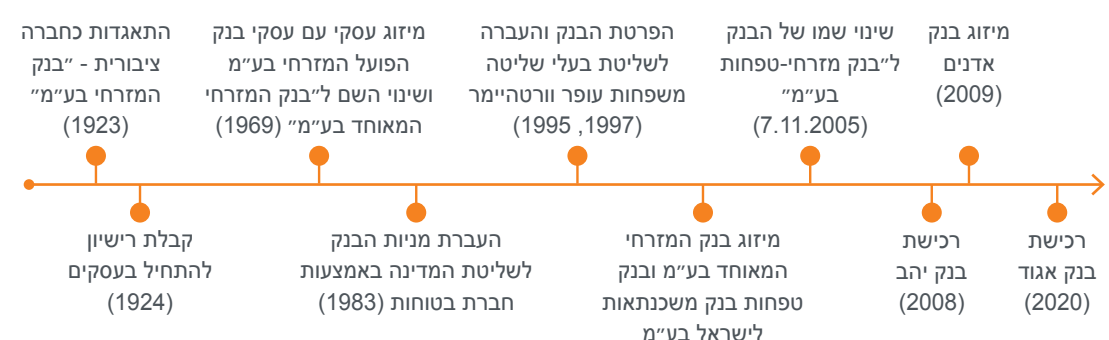 התאגדות כחברה
ציבורית - ״בנק
המזרחי בע״מ״
(1923)
קבלת רישיון
להתחיל בעסקים
(1924)
מיזוג עסקי עם עסקי בנק
הפועל המזרחי בע״מ
ושינוי השם ל״בנק המזרחי
המאוחד בע״מ״ (1969)
העברת מניות הבנק
לשליטת המדינה באמצעות
חברת בטוחות (1983)
הפרטת הבנק והעברה
לשליטת בעלי שליטה
משפחות עופר וורטהיימר
(1995 ,1997)
מיזוג בנק המזרחי
המאוחד בע״מ ובנק
טפחות בנק משכנתאות
לישראל בע״מ
שינוי שמו של הבנק
ל״בנק מזרחי-טפחות
בע״מ״
(7.11.2005)
רכישת
בנק יהב
(2008)
מיזוג בנק
אדנים
(2009)
רכישת
בנק אגוד
(2020)